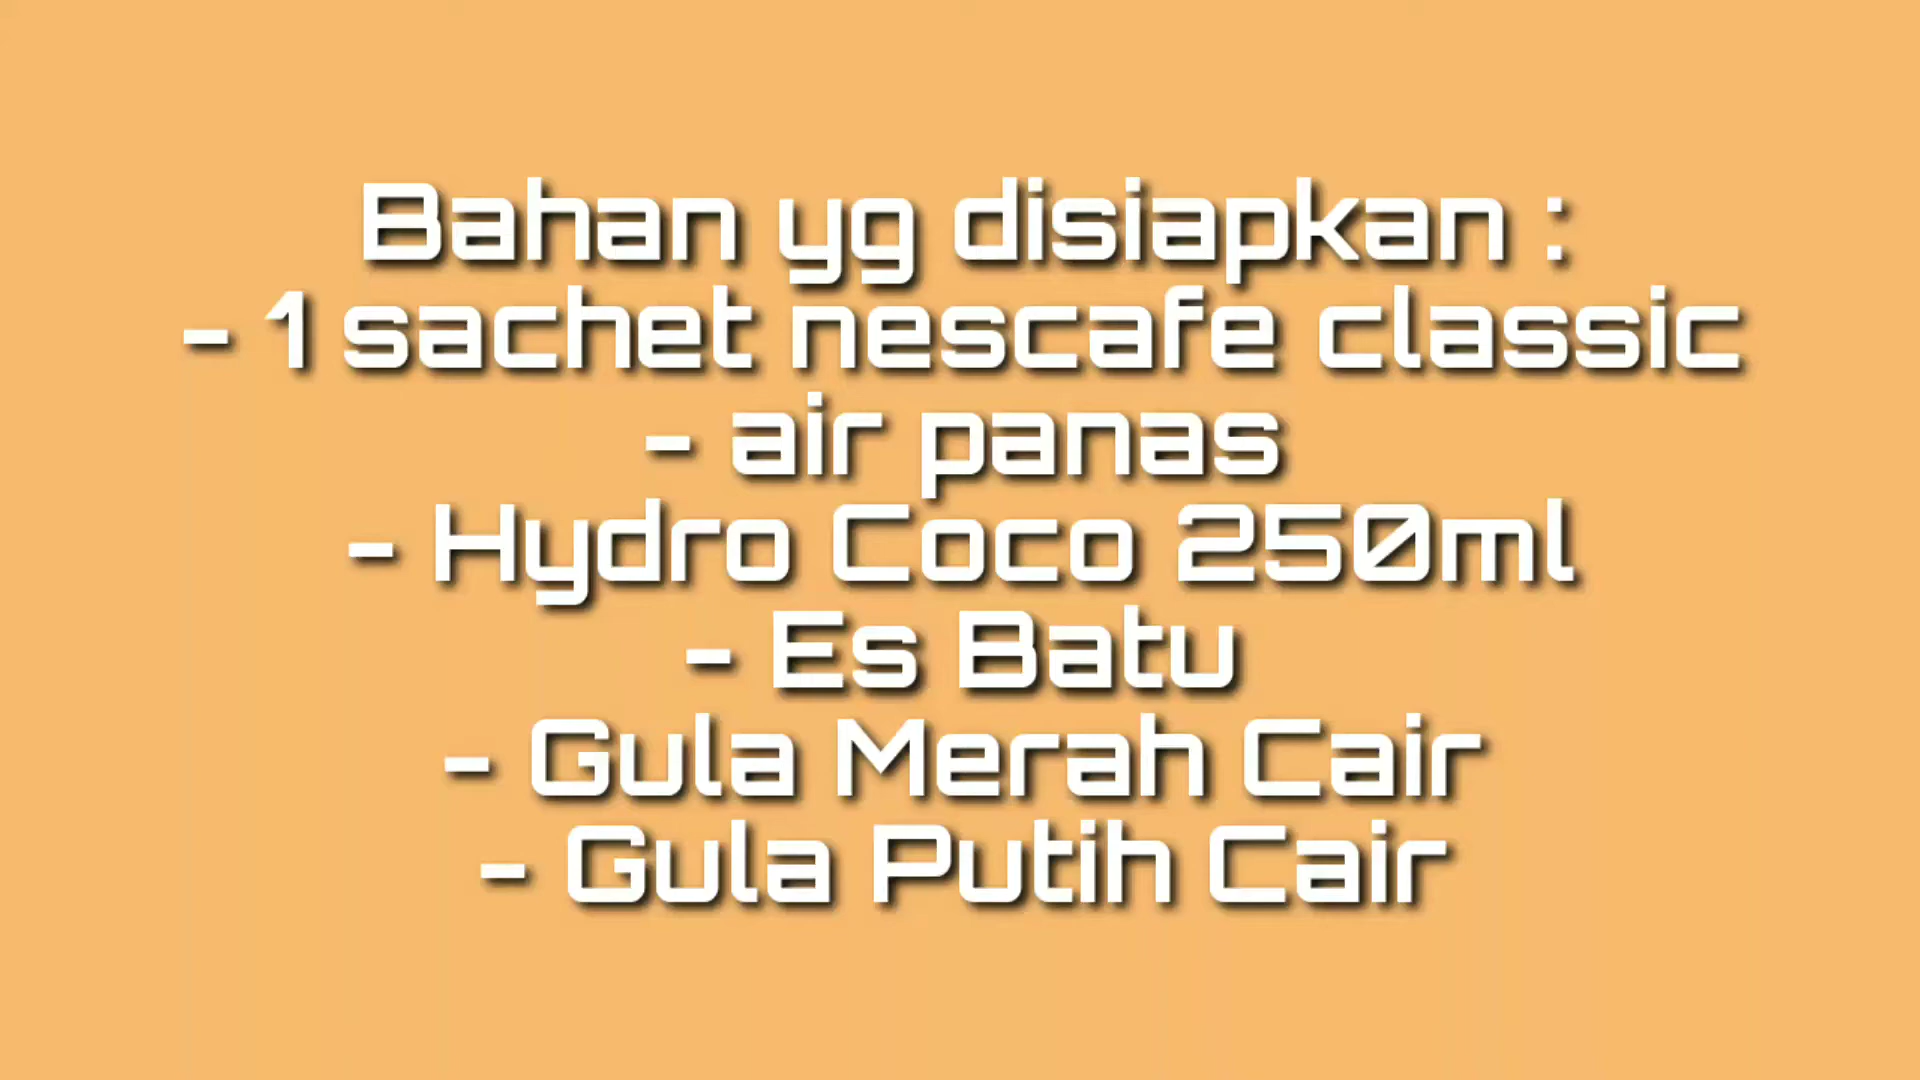 Bahan yg disiapkan :
- 1 sachet nescafe classic
- air panas
- Hydro Coco 250ml
- Es Batu
- Gula Merah Cair
- Gula Putih Cair